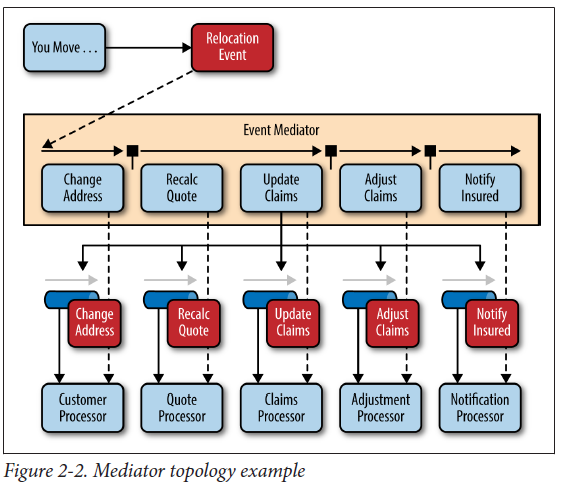 You Move . . .
Relocation
Event
Event Mediator
Change
Address
Recalc
Quote
Update
Claims
Adjust
Claims
Notify
Insured
Change
Address
Recalc
Quote
Update
Claims
Adjust
Claims
Notify
Insured
Customer
Processor
Quote
Processor
Claims
Processor
Adjustment
Processor
Notification
Processor
Figure 2-2. Mediator topology example